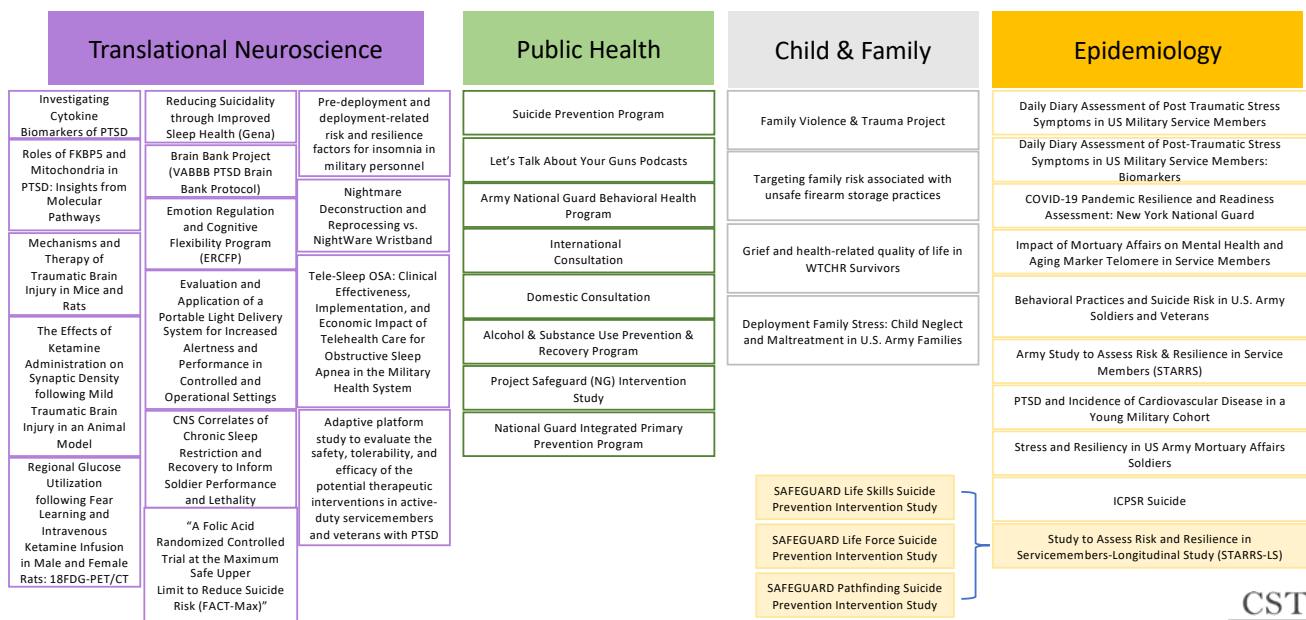 Translational Neuroscience
Investigating
Cytokine
Biomarkers of PTSD
Roles of FKBP5 and
Mitochondria in
PTSD: Insights from
Molecular
Pathways
Mechanisms and
Therapy of
Traumatic Brain
Injury in Mice and
Rats
The Effects of
Ketamine
Administration on
Synaptic Density
following Mild
Traumatic Brain
Injury in an Animal
Model
Regional Glucose
Utilization
following Fear
Learning and
Intravenous
Ketamine Infusion
in Male and Female
Rats: 18FDG-PET/CT
Reducing Suicidality
through Improved
Sleep Health (Gena)
Brain Bank Project
(VABBB PTSD Brain
Bank Protocol)
Emotion Regulation
and Cognitive
Flexibility Program
(ERCFP)
Evaluation and
Application of a
Portable Light Delivery
System for Increased
Alertness and
Performance in
Controlled and
Operational Settings
CNS Correlates of
Chronic Sleep
Restriction and
Recovery to Inform
Soldier Performance
and Lethality
“A Folic Acid
Randomized Controlled
Trial at the Maximum
Safe Upper
Limit to Reduce Suicide
Risk (FACT-Max)”
Pre-deployment and
deployment-related
risk and resilience
factors for insomnia in
military personnel
Nightmare
Deconstruction and
Reprocessing vs.
NightWare Wristband
Tele-Sleep OSA: Clinical
Effectiveness,
Implementation, and
Economic Impact of
Telehealth Care for
Obstructive Sleep
Apnea in the Military
Health System
Adaptive platform
study to evaluate the
safety, tolerability, and
efficacy of the
potential therapeutic
interventions in active-
duty servicemembers
and veterans with PTSD
Public Health
Suicide Prevention Program
Let’s Talk About Your Guns Podcasts
Army National Guard Behavioral Health
Program
International
Consultation
Domestic Consultation
Alcohol & Substance Use Prevention &
Recovery Program
Project Safeguard (NG) Intervention
Study
National Guard Integrated Primary
Prevention Program
Child & Family
Family Violence & Trauma Project
Targeting family risk associated with
unsafe firearm storage practices
Grief and health-related quality of life in
WTCHR Survivors
Deployment Family Stress: Child Neglect
and Maltreatment in U.S. Army Families
SAFEGUARD Life Skills Suicide
Prevention Intervention Study
SAFEGUARD Life Force Suicide
Prevention Intervention Study
SAFEGUARD Pathfinding Suicide
Prevention Intervention Study
Epidemiology
Daily Diary Assessment of Post Traumatic Stress
Symptoms in US Military Service Members
Daily Diary Assessment of Post-Traumatic Stress
Symptoms in US Military Service Members:
Biomarkers
COVID-19 Pandemic Resilience and Readiness
Assessment: New York National Guard
Impact of Mortuary Affairs on Mental Health and
Aging Marker Telomere in Service Members
Behavioral Practices and Suicide Risk in U.S. Army
Soldiers and Veterans
Army Study to Assess Risk & Resilience in Service
Members (STARRS)
PTSD and Incidence of Cardiovascular Disease in a
Young Military Cohort
Stress and Resiliency in US Army Mortuary Affairs
Soldiers
ICPSR Suicide
Study to Assess Risk and Resilience in
Servicemembers-Longitudinal Study (STARRS-LS)
CST